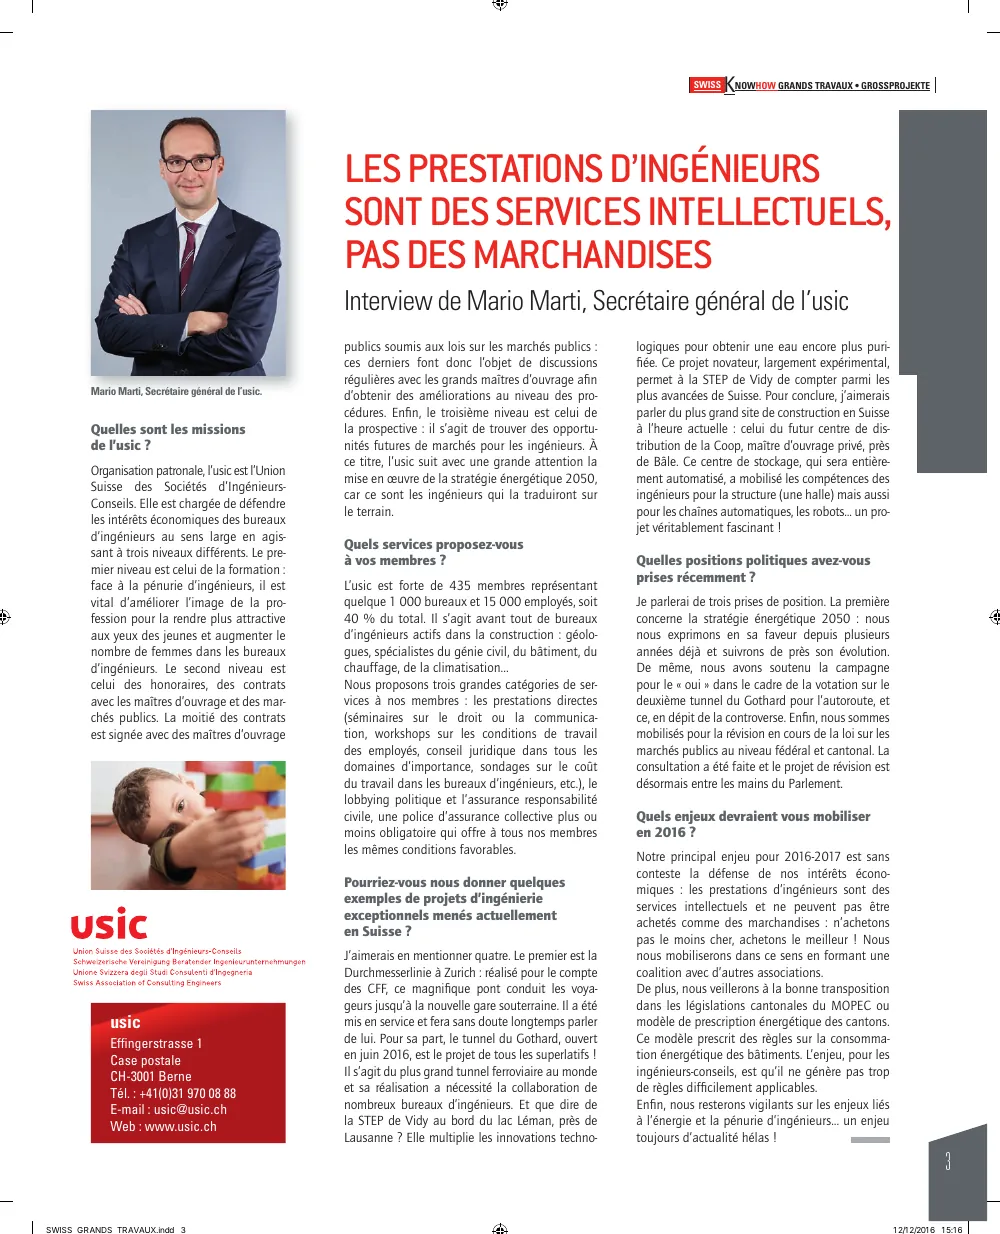 SWISS KNOWHOW GRANDS TRAVAUX • GROSSPROJEKTE
LES PRESTATIONS D’INGÉNIEURS
SONT DES SERVICES INTELLECTUELS,
PAS DES MARCHANDISES
Interview de Mario Marti, Secrétaire général de l’usic
Mario Marti, Secrétaire général de l’usic.
Quelles sont les missions
de l’usic ?
Organisation patronale, l’usic est l’Union
Suisse des Sociétés d’Ingénieurs-
Conseils. Elle est chargée de défendre
les intérêts économiques des bureaux
d’ingénieurs au sens large en agis-
sant à trois niveaux différents. Le pre-
mier niveau est celui de la formation :
face à la pénurie d’ingénieurs, il est
vital d’améliorer l’image de la pro-
fession pour la rendre plus attractive
aux yeux des jeunes et augmenter le
nombre de femmes dans les bureaux
d’ingénieurs. Le second niveau est
celui des honoraires, des contrats
avec les maîtres d’ouvrage et des mar-
chés publics. La moitié des contrats
est signée avec des maîtres d’ouvrage
usic
Union Suisse des Sociétés d’Ingénieurs-Conseils
Schweizerische Vereinigung Beratender Ingenieurunternehmungen
Unione Svizzera degli Studi Consulenti d’Ingegneria
Swiss Association of Consulting Engineers
usic
Effingerstrasse 1
Case postale
CH-3001 Berne
Tél. : +41(0)31 970 08 88
E-mail : usic@usic.ch
Web : www.usic.ch
publics soumis aux lois sur les marchés publics :
ces derniers font donc l’objet de discussions
régulières avec les grands maîtres d’ouvrage afin
d’obtenir des améliorations au niveau des pro-
cédures. Enfin, le troisième niveau est celui de
la prospective : il s’agit de trouver des opportu-
nités futures de marchés pour les ingénieurs. À
ce titre, l’usic suit avec une grande attention la
mise en œuvre de la stratégie énergétique 2050,
car ce sont les ingénieurs qui la traduiront sur
le terrain.
Quels services proposez-vous
à vos membres ?
L’usic est forte de 435 membres représentant
quelque 1 000 bureaux et 15 000 employés, soit
40 % du total. Il s’agit avant tout de bureaux
d’ingénieurs actifs dans la construction : géolo-
gues, spécialistes du génie civil, du bâtiment, du
chauffage, de la climatisation...
Nous proposons trois grandes catégories de ser-
vices à nos membres : les prestations directes
(séminaires sur le droit ou la communica-
tion, workshops sur les conditions de travail
des employés, conseil juridique dans tous les
domaines d’importance, sondages sur le coût
du travail dans les bureaux d’ingénieurs, etc.), le
lobbying politique et l’assurance responsabilité
civile, une police d’assurance collective plus ou
moins obligatoire qui offre à tous nos membres
les mêmes conditions favorables.
Pourriez-vous nous donner quelques
exemples de projets d’ingénierie
exceptionnels menés actuellement
en Suisse ?
J’aimerais en mentionner quatre. Le premier est la
Durchmesserlinie à Zurich : réalisé pour le compte
des CFF, ce magnifique pont conduit les voya-
geurs jusqu’à la nouvelle gare souterraine. Il a été
mis en service et fera sans doute longtemps parler
de lui. Pour sa part, le tunnel du Gothard, ouvert
en juin 2016, est le projet de tous les superlatifs !
Il s’agit du plus grand tunnel ferroviaire au monde
et sa réalisation a nécessité la collaboration de
nombreux bureaux d’ingénieurs. Et que dire de
la STEP de Vidy au bord du lac Léman, près de
Lausanne ? Elle multiplie les innovations techno-
logiques pour obtenir une eau encore plus puri-
fiée. Ce projet novateur, largement expérimental,
permet à la STEP de Vidy de compter parmi les
plus avancées de Suisse. Pour conclure, j’aimerais
parler du plus grand site de construction en Suisse
à l’heure actuelle : celui du futur centre de dis-
tribution de la Coop, maître d’ouvrage privé, près
de Bâle. Ce centre de stockage, qui sera entière-
ment automatisé, a mobilisé les compétences des
ingénieurs pour la structure (une halle) mais aussi
pour les chaînes automatiques, les robots... un pro-
jet véritablement fascinant !
Quelles positions politiques avez-vous
prises récemment ?
Je parlerai de trois prises de position. La première
concerne la stratégie énergétique 2050 : nous
nous exprimons en sa faveur depuis plusieurs
années déjà et suivrons de près son évolution.
De même, nous avons soutenu la campagne
pour le « oui » dans le cadre de la votation sur le
deuxième tunnel du Gothard pour l’autoroute, et
ce, en dépit de la controverse. Enfin, nous sommes
mobilisés pour la révision en cours de la loi sur les
marchés publics au niveau fédéral et cantonal. La
consultation a été faite et le projet de révision est
désormais entre les mains du Parlement.
Quels enjeux devraient vous mobiliser
en 2016 ?
Notre principal enjeu pour 2016-2017 est sans
conteste la défense de nos intérêts écono-
miques : les prestations d’ingénieurs sont des
services intellectuels et ne peuvent pas être
achetés comme des marchandises : n’achetons
pas le moins cher, achetons le meilleur ! Nous
nous mobiliserons dans ce sens en formant une
coalition avec d’autres associations.
De plus, nous veillerons à la bonne transposition
dans les législations cantonales du MOPEC ou
modèle de prescription énergétique des cantons.
Ce modèle prescrit des règles sur la consomma-
tion énergétique des bâtiments. L’enjeu, pour les
ingénieurs-conseils, est qu’il ne génère pas trop
de règles difficilement applicables.
Enfin, nous resterons vigilants sur les enjeux liés
à l’énergie et la pénurie d’ingénieurs... un enjeu
toujours d’actualité hélas !
3
SWISS GRANDS TRAVAUX.indd 3
12/12/2016 15:16